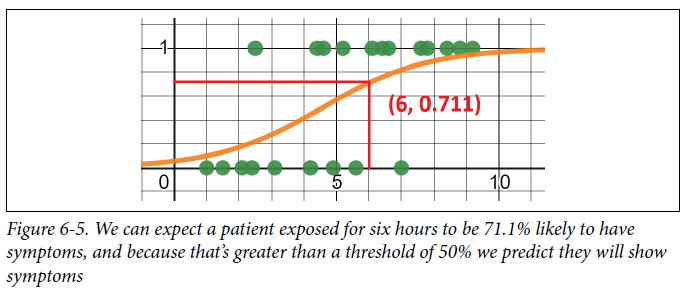 1
(6, 0.711)
0 5 10
Figure 6-5. We can expect a patient exposed for six hours to be 71.1% likely to have
symptoms, and because that's greater than a threshold of 50% we predict they will show
symptoms